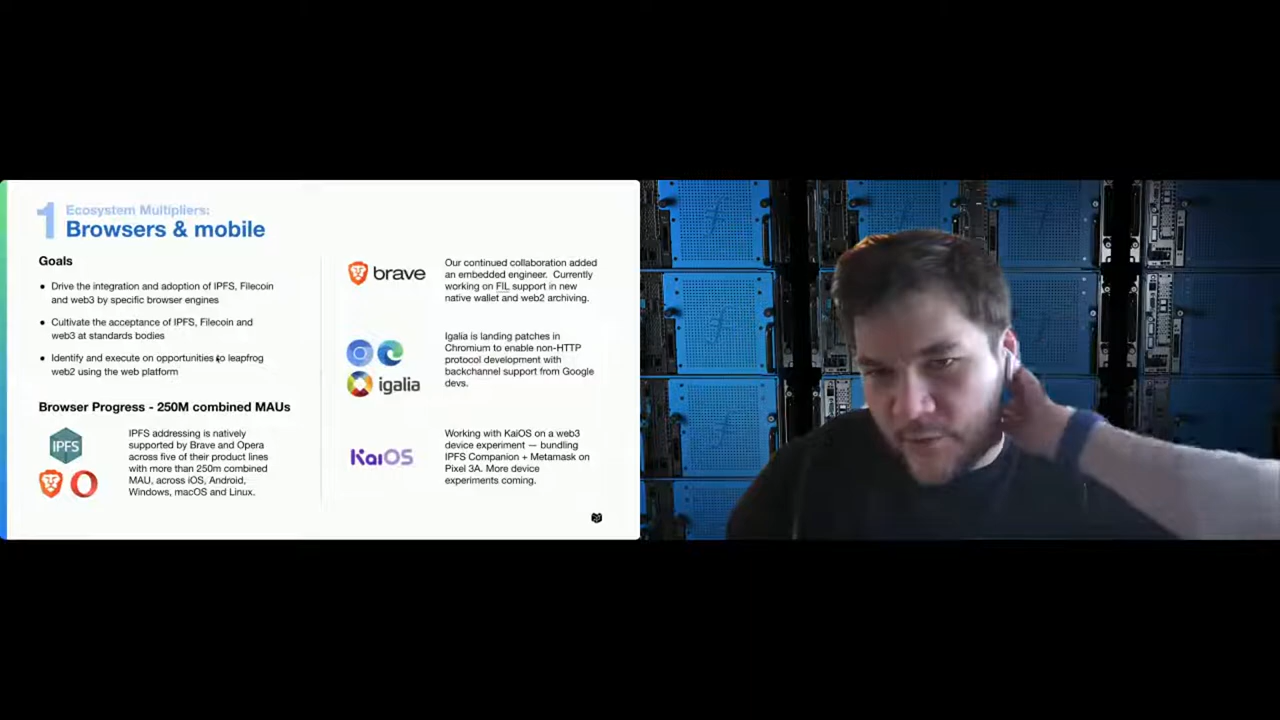 1
Ecosystem Multipliers:
Browsers & mobile
Goals
• Drive the integration and adoption of IPFS, Filecoin
and web3 by specific browser engines
• Cultivate the acceptance of IPFS, Filecoin and
web3 at standards bodies
• Identify and execute on opportunities to leapfrog
web2 using the web platform
Browser Progress - 250M combined MAUs
IPFS
IPFS addressing is natively
supported by Brave and Opera
across five of their product lines
with more than 250m combined
MAU, across iOS, Android,
Windows, macOS and Linux.
brave
Our continued collaboration added
an embedded engineer. Currently
working on FIL support in new
native wallet and web2 archiving.
igalia
Igalia is landing patches in
Chromium to enable non-HTTP
protocol development with
backchannel support from Google
devs.
KaiOS
Working with KaiOS on a web3
device experiment — bundling
IPFS Companion + Metamask on
Pixel 3A. More device
experiments coming.